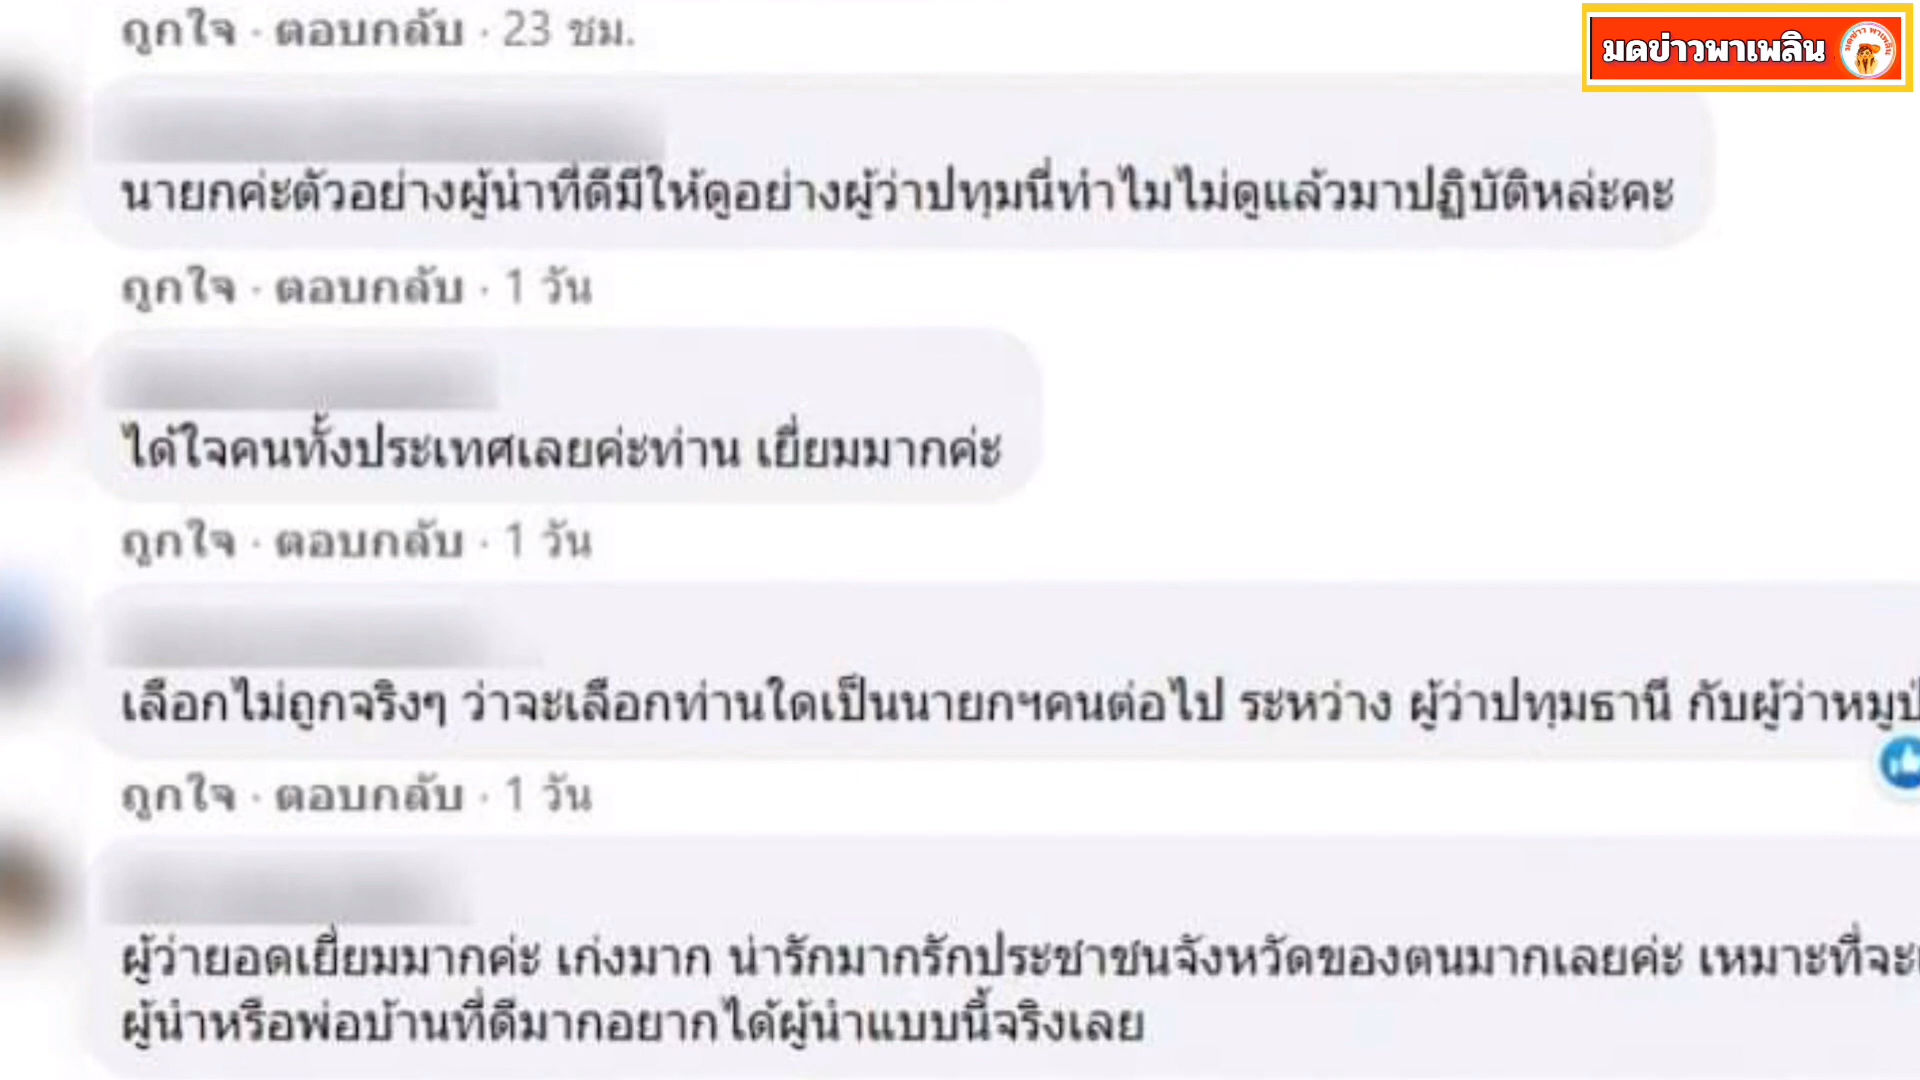 ถูกใจ · ตอบกลับ · 23 ชม.
มดข่าวพาเพลิน
นายกค่ะตัวอย่างผู้นำที่ดีมีให้ดูอย่างผู้ว่าปทุมนี่ทำไมไม่ดูแล้วมาปฏิบัติหล่ะคะ
ถูกใจ · ตอบกลับ · 1 วัน
ได้ใจคนทั้งประเทศเลยค่ะท่าน เยี่ยมมากค่ะ
ถูกใจ · ตอบกลับ · 1 วัน
เลือกไม่ถูกจริงๆ ว่าจะเลือกท่านใดเป็นนายกฯคนต่อไป ระหว่าง ผู้ว่าปทุมธานี กับผู้ว่าหมูป่
ถูกใจ · ตอบกลับ · 1 วัน
ผู้ว่ายอดเยี่ยมมากค่ะ เก่งมาก น่ารักมากรักประชาชนจังหวัดของตนมากเลยค่ะ เหมาะที่จะ
ผู้นำหรือพ่อบ้านที่ดีมากอยากได้ผู้นำแบบนี้จริงเลย